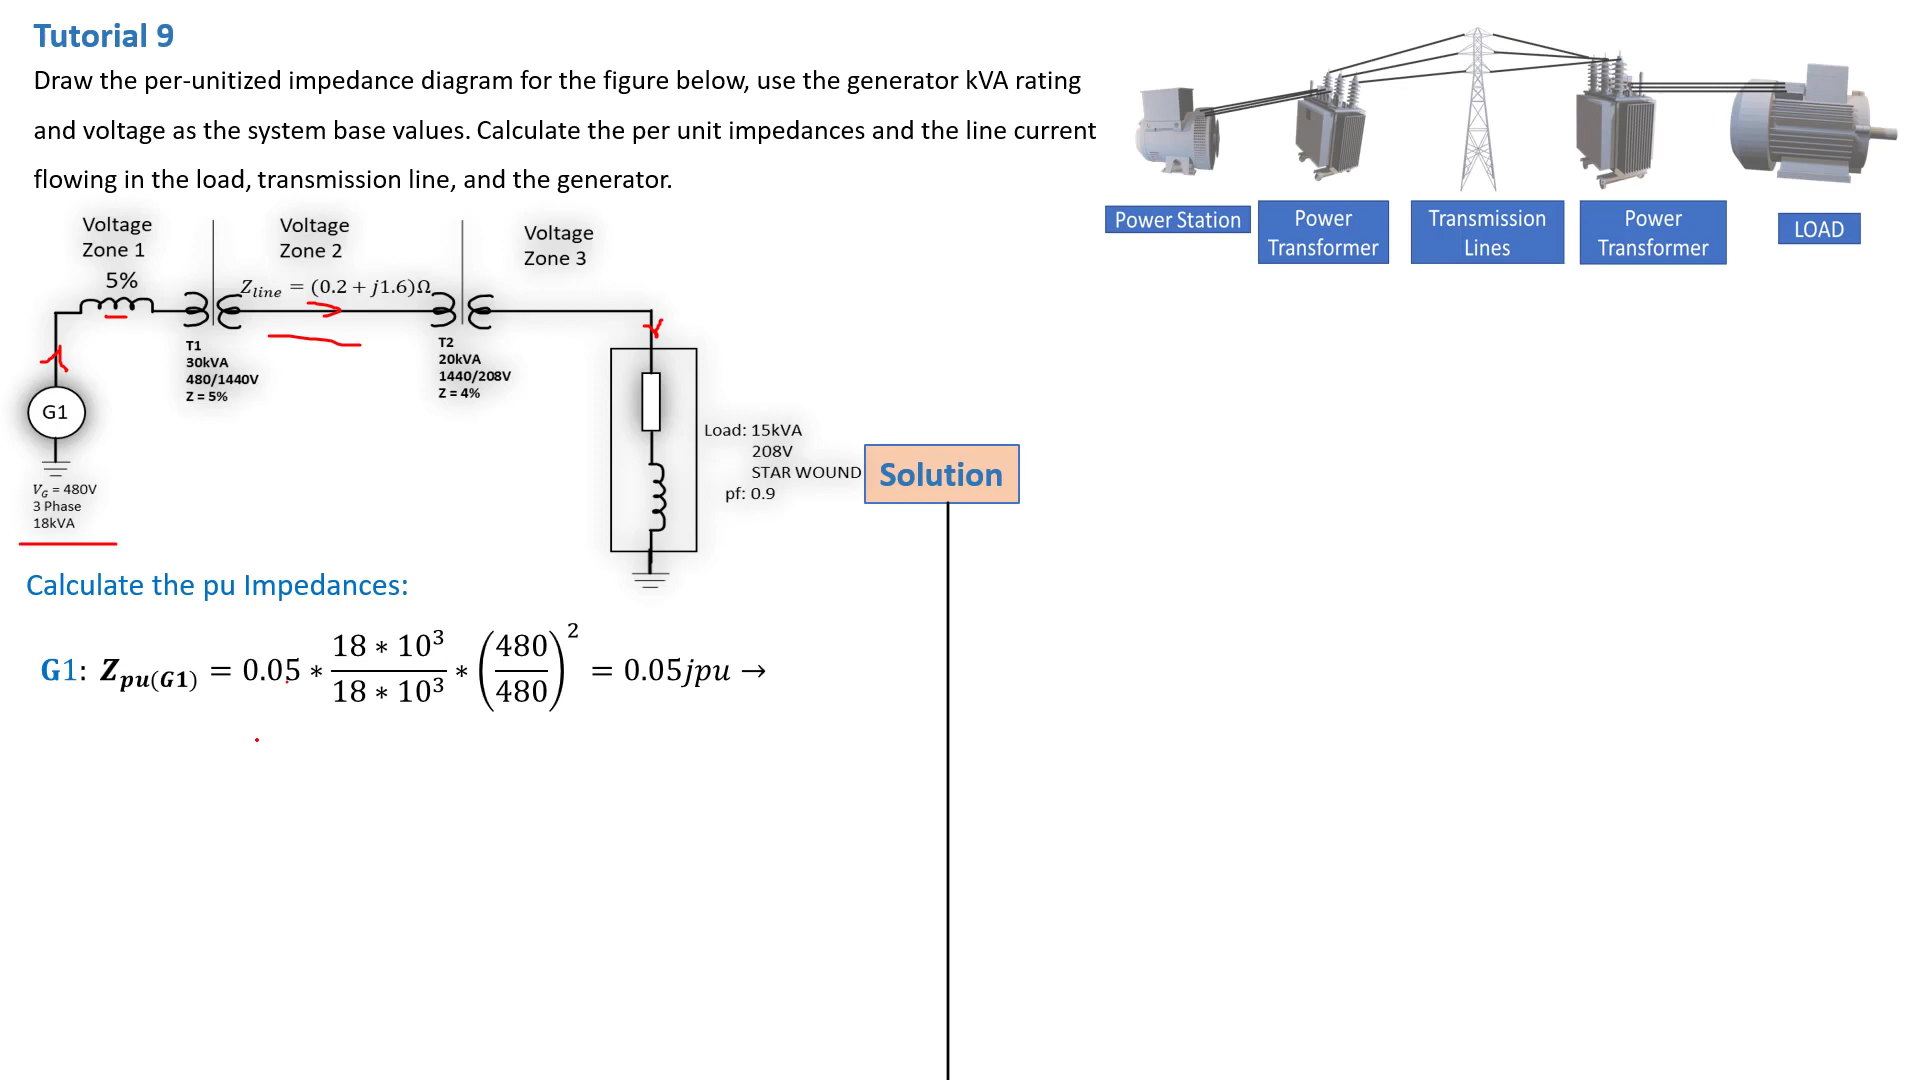 Tutorial 9
Draw the per-unitized impedance diagram for the figure below, use the generator kVA rating
and voltage as the system base values. Calculate the per unit impedances and the line current
flowing in the load, transmission line, and the generator.
Power Station
Power
Transformer
Transmission
Lines
Power
Transformer
LOAD
Voltage
Zone 1
Voltage
Zone 2
Voltage
Zone 3
5%
Z_line = (0.2 + j1.6)Ω
T1
30kVA
480/1440V
Z = 5%
T2
20kVA
1440/208V
Z = 4%
G1
V_G = 480V
3 Phase
18kVA
Load: 15kVA
208V
STAR WOUND
pf: 0.9
Solution
Calculate the pu Impedances:
G1: Z_pu(G1) = 0.05 * (18 * 10³)/(18 * 10³) * (480/480)² = 0.05jpu →